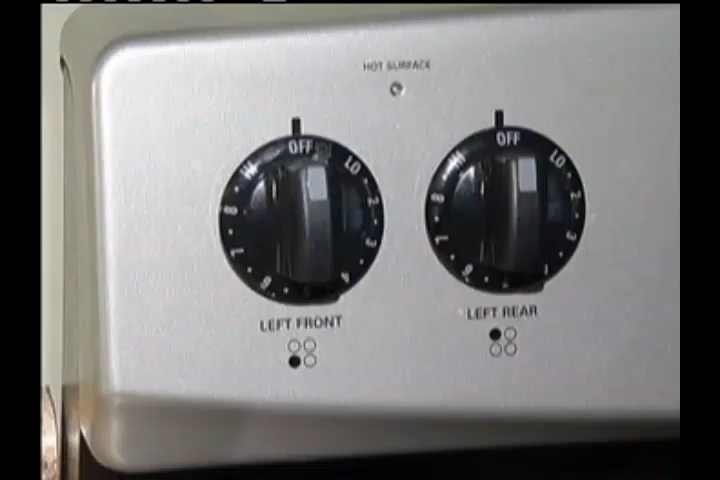 HOT SURFACE
OFF
LO
2
3
4
6
7
8
HI
LEFT FRONT
OFF
LO
2
3
6
7
8
HI
LEFT REAR